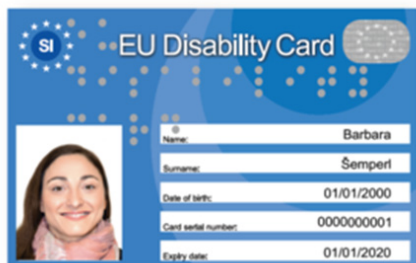 SI
EU Disability Card
Name: Barbara
Surname: Šemperl
Date of birth: 01/01/2000
Card serial number: 0000000001
Expiry date: 01/01/2020